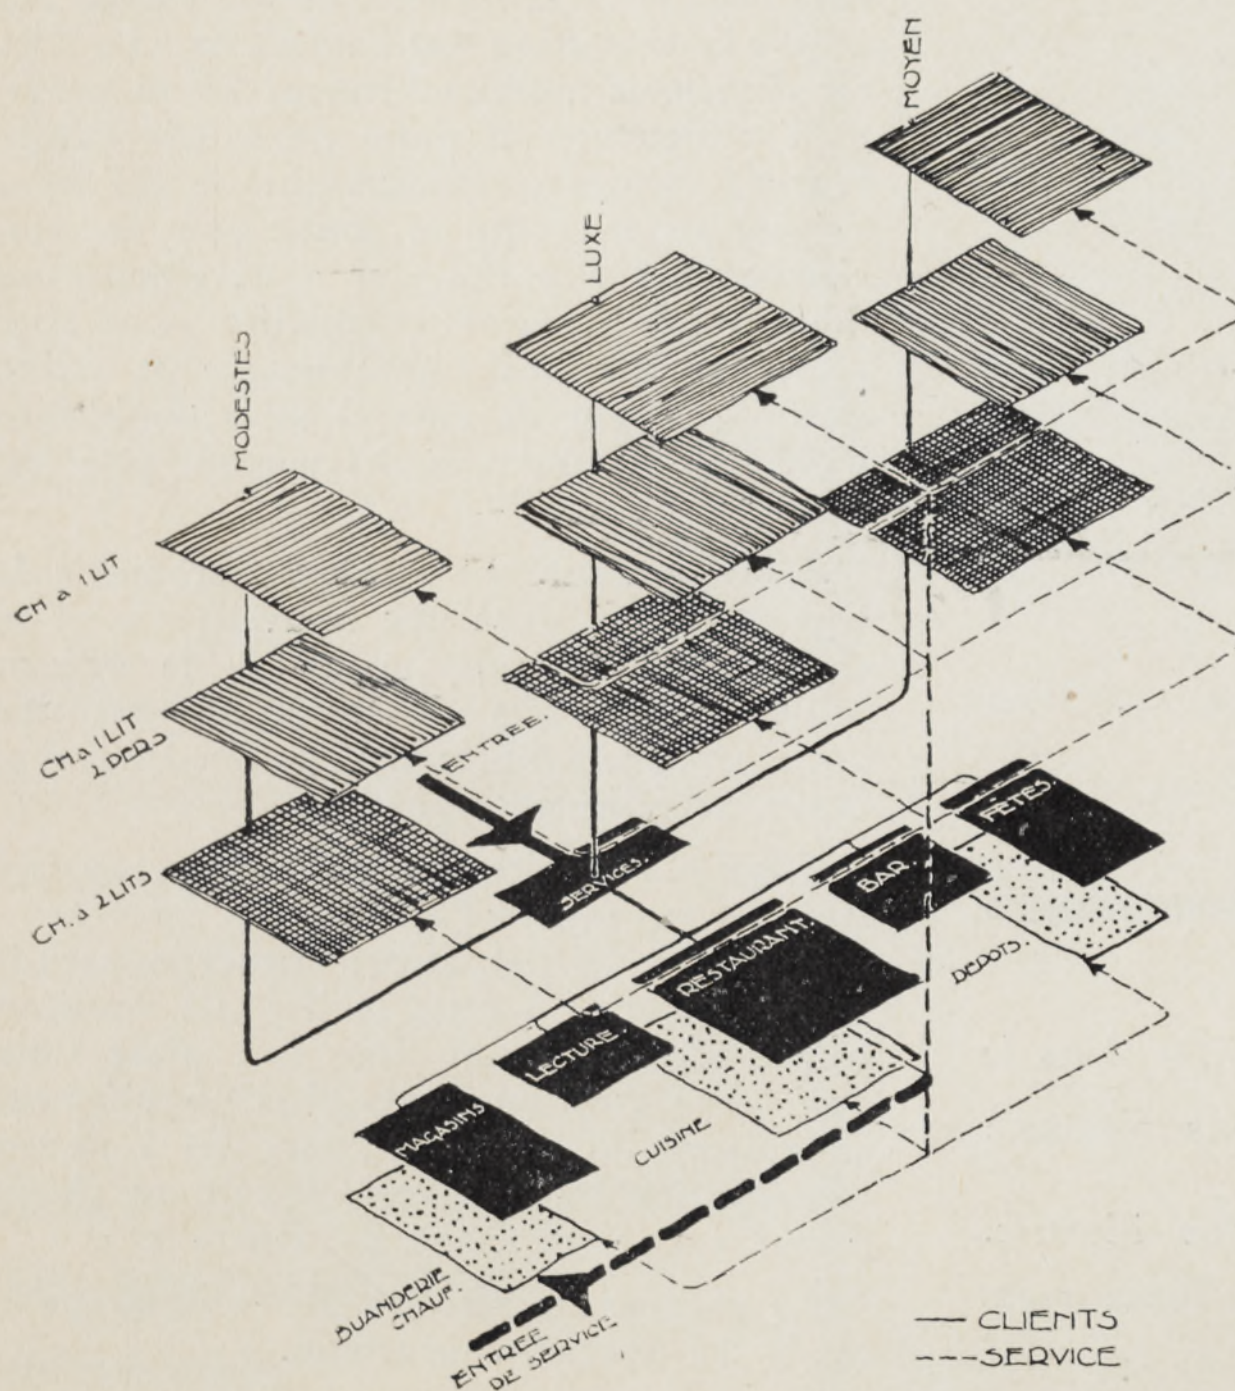 MOYEN
LUXE.
MODESTES
CH. a 1 LIT
CH. a 1 LIT
2 PERS
CH. a 2 LITS
ENTREE.
SERVICES.
FÊTES.
BAR.
RESTAURANT.
DEPOTS.
LECTURE.
MAGASINS
CUISINE
BUANDERIE
CHAUF.
ENTREE
DE SERVICE
CLIENTS
SERVICE